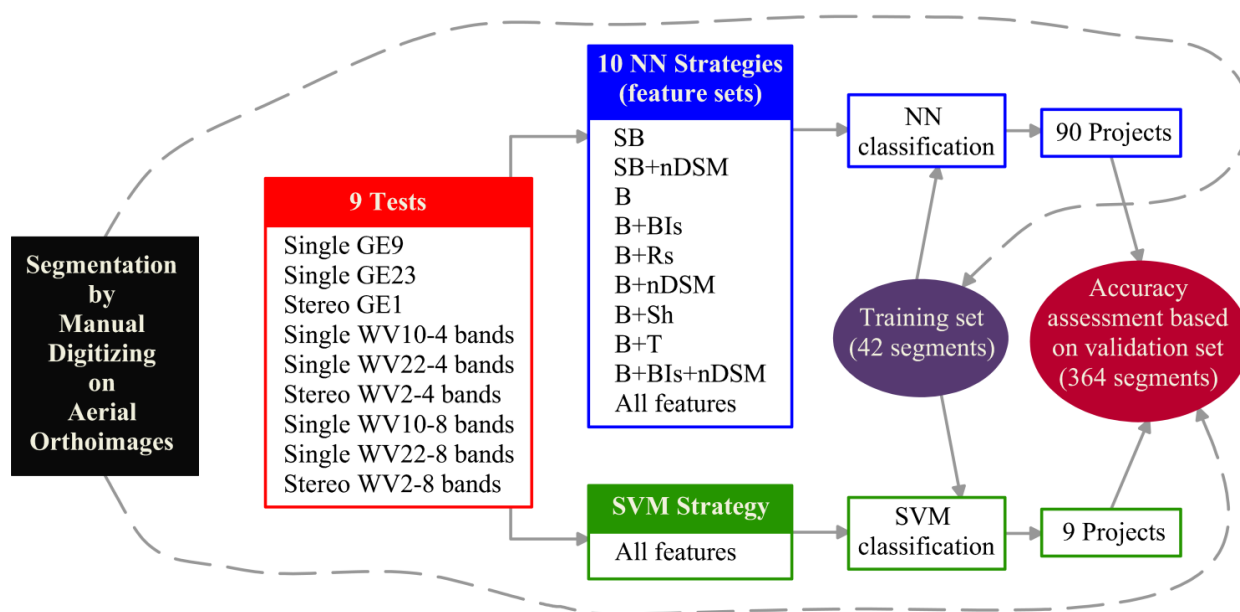 Segmentation
by
Manual
Digitizing
on
Aerial
Orthoimages
9 Tests
Single GE9
Single GE23
Stereo GE1
Single WV10-4 bands
Single WV22-4 bands
Stereo WV2-4 bands
Single WV10-8 bands
Single WV22-8 bands
Stereo WV2-8 bands
10 NN Strategies
(feature sets)
SB
SB+nDSM
B
B+BIs
B+Rs
B+nDSM
B+Sh
B+T
B+BIs+nDSM
All features
SVM Strategy
All features
NN
classification
90 Projects
Training set
(42 segments)
Accuracy
assessment based
on validation set
(364 segments)
SVM
classification
9 Projects